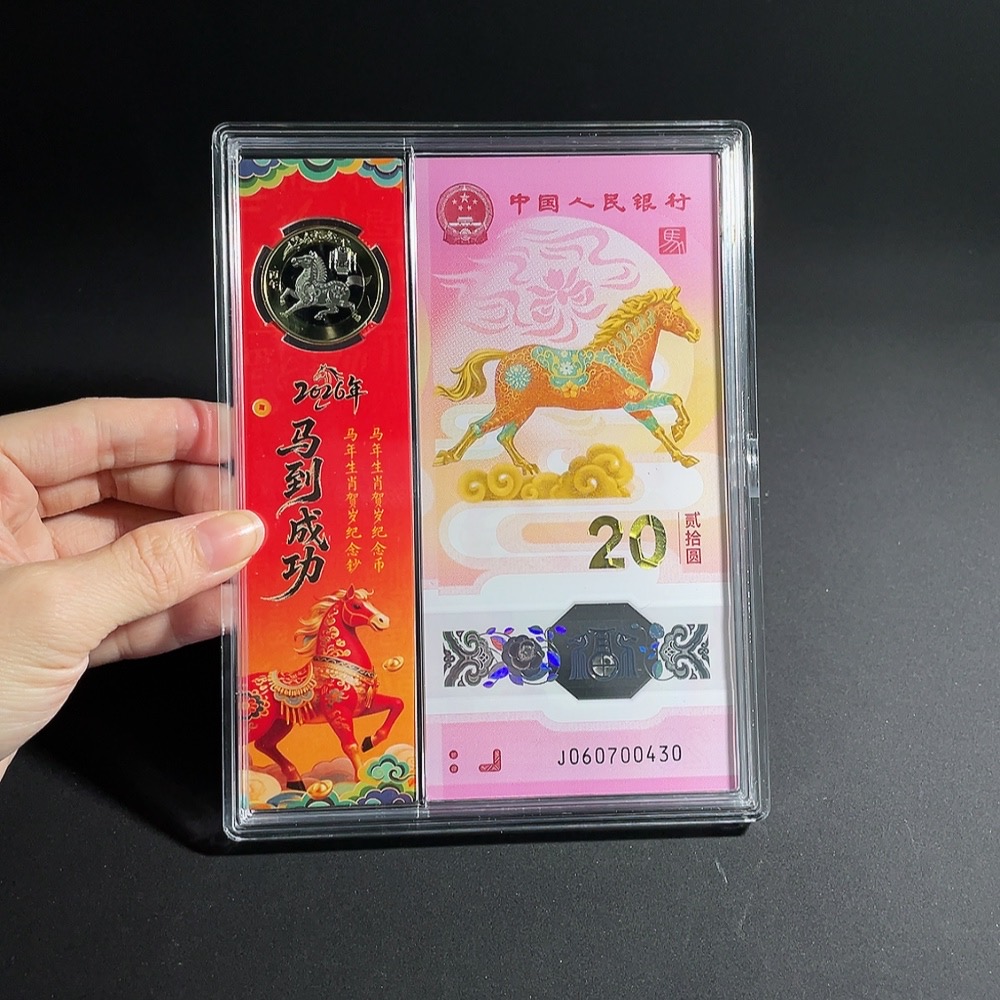 2026年
马到成功
马年生肖贺岁纪念币
马年生肖贺岁纪念钞
中国人民银行
馬
20
贰拾圆
J060700430